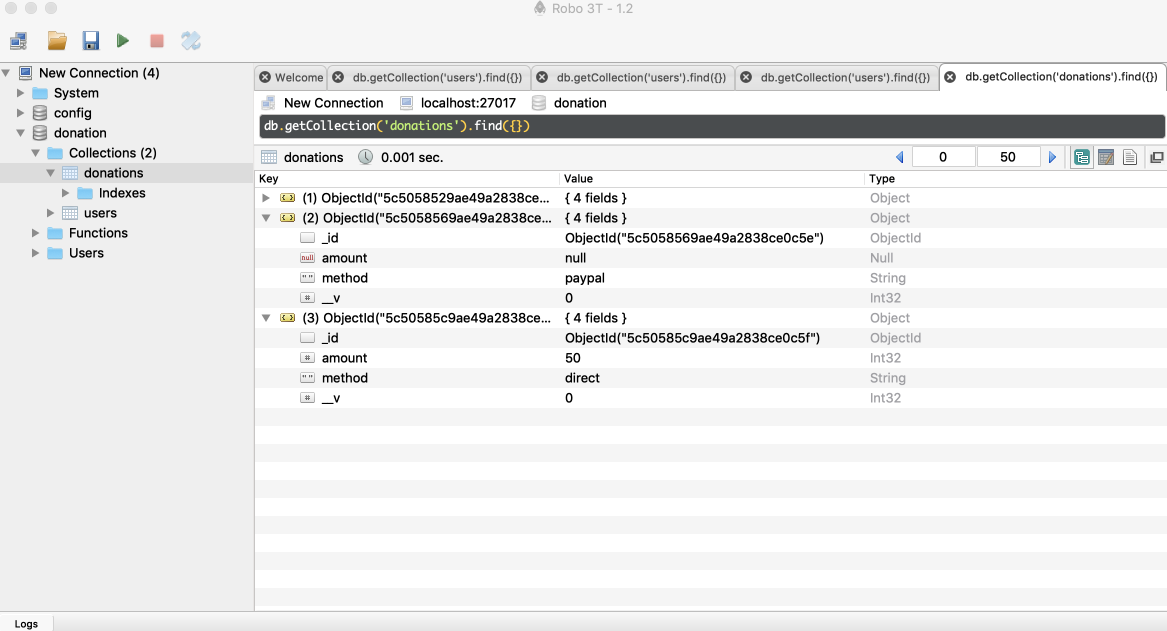 Robo 3T - 1.2
New Connection (4)
System
config
donation
Collections (2)
donations
Indexes
users
Functions
Users
Welcome
db.getCollection('users').find({})
db.getCollection('users').find({})
db.getCollection('users').find({})
db.getCollection('donations').find({})
New Connection localhost:27017 donation
db.getCollection('donations').find({})
donations 0.001 sec. 0 50
Key Value Type
(1) ObjectId("5c5058529ae49a2838ce... { 4 fields } Object
(2) ObjectId("5c5058569ae49a2838ce... { 4 fields } Object
_id ObjectId("5c5058569ae49a2838ce0c5e") ObjectId
null amount null Null
" " method paypal String
# __v 0 Int32
(3) ObjectId("5c50585c9ae49a2838ce... { 4 fields } Object
_id ObjectId("5c50585c9ae49a2838ce0c5f") ObjectId
# amount 50 Int32
" " method direct String
# __v 0 Int32
Logs